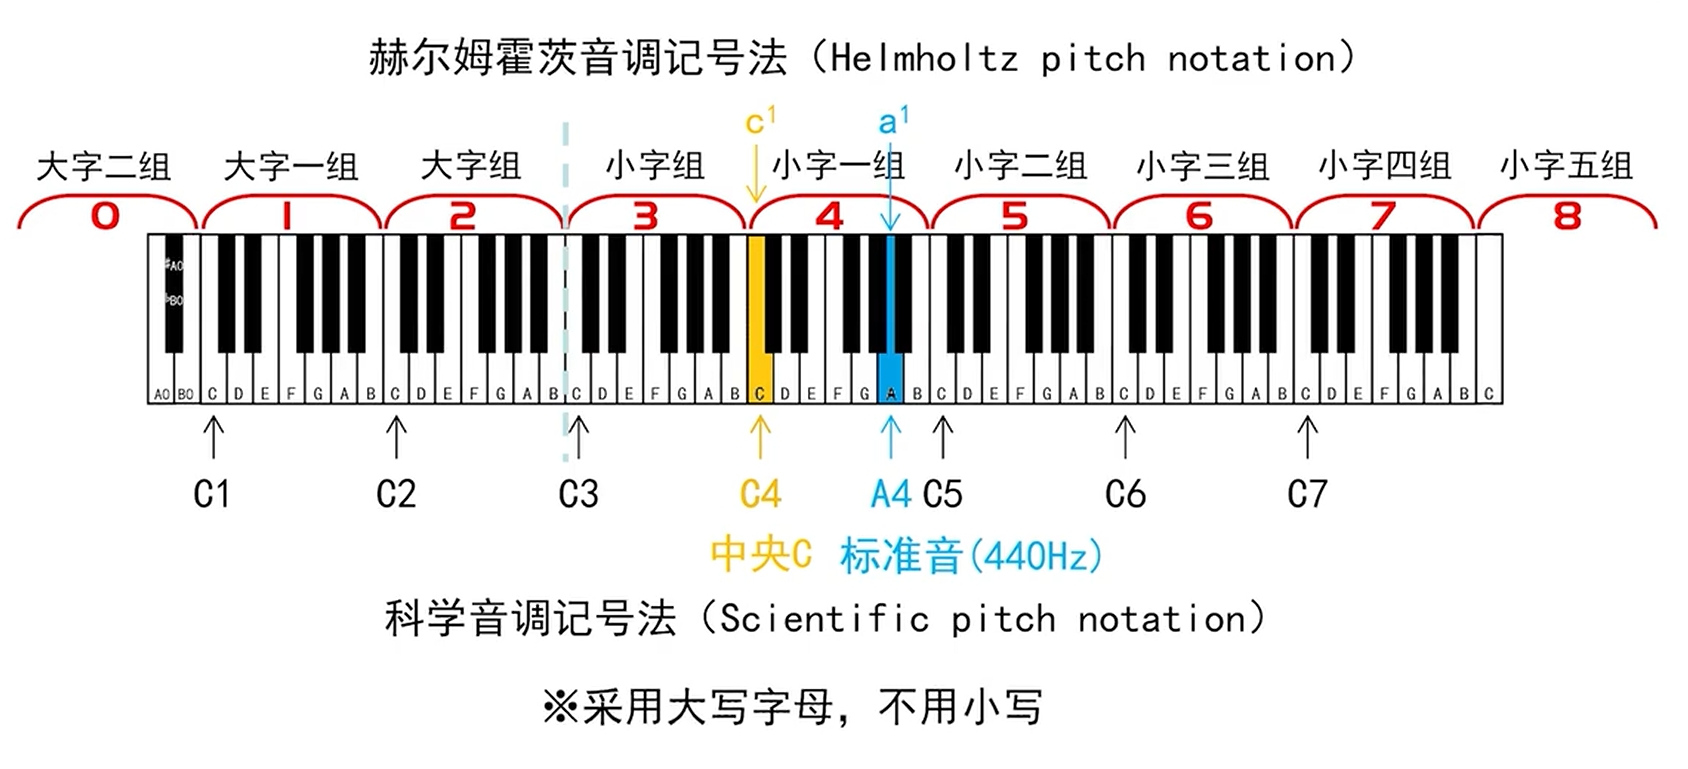 赫尔姆霍茨音调记号法（Helmholtz pitch notation）
c¹ a¹
大字二组 大字一组 大字组 小字组 小字一组 小字二组 小字三组 小字四组 小字五组
0 1 2 3 4 5 6 7 8
#A0
♭B0
A0 B0 C D E F G A B C D E F G A B C D E F G A B C D E F G A B C D E F G A B C D E F G A B C D E F G A B C
C1 C2 C3 C4 A4 C5 C6 C7
中央C 标准音(440Hz)
科学音调记号法（Scientific pitch notation）
※采用大写字母，不用小写